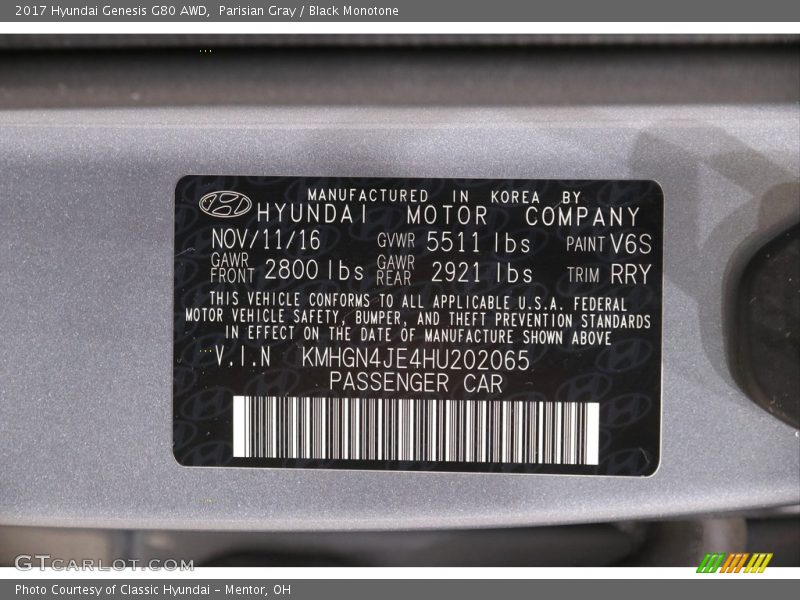 2017 Hyundai Genesis G80 AWD,  Parisian Gray / Black Monotone
MANUFACTURED IN KOREA BY
HYUNDAI MOTOR COMPANY
NOV/11/16 GVWR 5511 lbs PAINT V6S
GAWR FRONT 2800 lbs GAWR REAR 2921 lbs TRIM RRY
THIS VEHICLE CONFORMS TO ALL APPLICABLE U.S.A. FEDERAL
MOTOR VEHICLE SAFETY, BUMPER, AND THEFT PREVENTION STANDARDS
IN EFFECT ON THE DATE OF MANUFACTURE SHOWN ABOVE
V.I.N KMHGN4JE4HU202065
PASSENGER CAR
GTCARLOT.COM
Photo Courtesy of Classic Hyundai - Mentor, OH